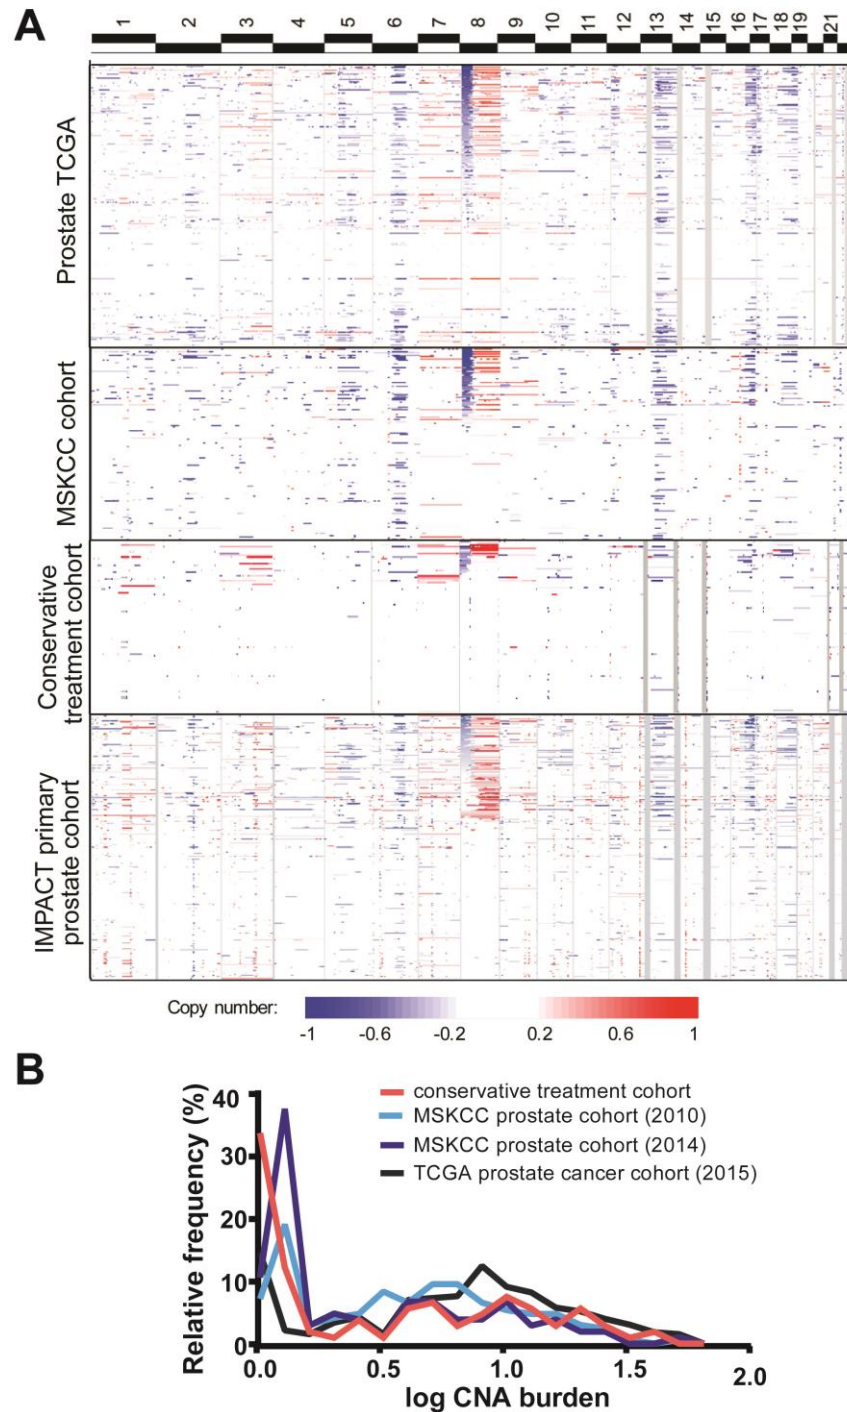 A
1 2 3 4 5 6 7 8 9 10 11 12 13 14 15 16 17 18 19 21
Prostate TCGA
MSKCC cohort
Conservative
treatment cohort
IMPACT primary
prostate cohort
Copy number:
-1 -0.6 -0.2 0.2 0.6 1
B
conservative treatment cohort
MSKCC prostate cohort (2010)
MSKCC prostate cohort (2014)
TCGA prostate cancer cohort (2015)
Relative frequency (%)
40
30
20
10
0
0.0 0.5 1.0 1.5 2.0
log CNA burden